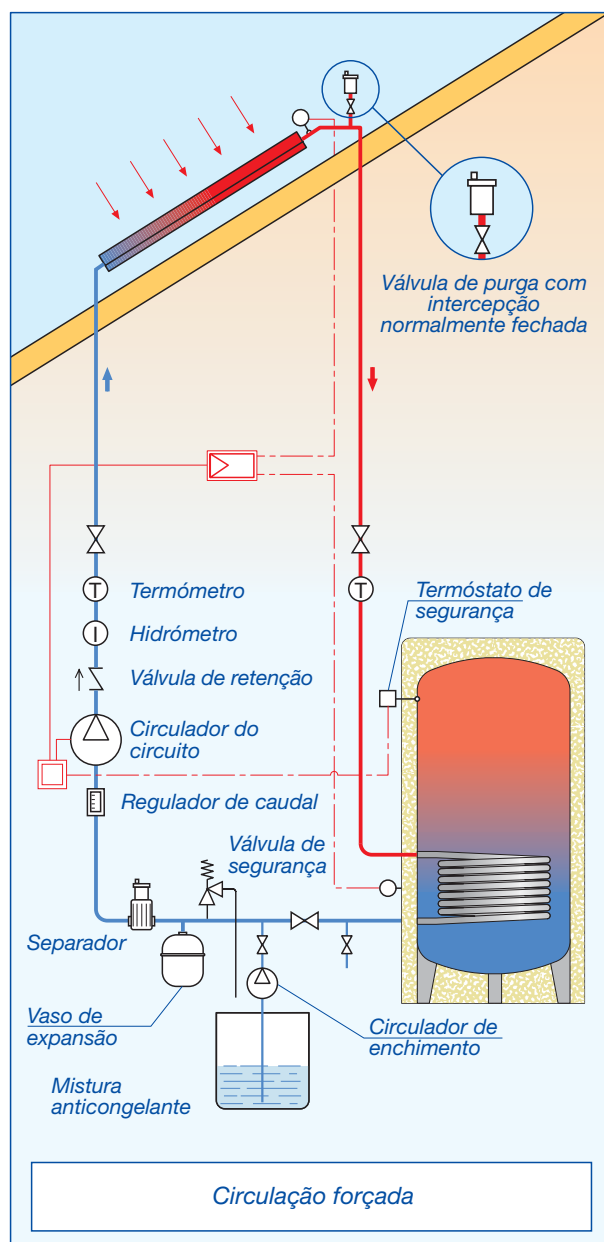 Válvula de purga com
intercepção
normalmente fechada
T
Termómetro
T
Termóstato de
segurança
I
Hidrómetro
Válvula de retenção
Circulador do
circuito
Regulador de caudal
Válvula de
segurança
Separador
Vaso de
expansão
Circulador de
enchimento
Mistura
anticongelante
Circulação forçada